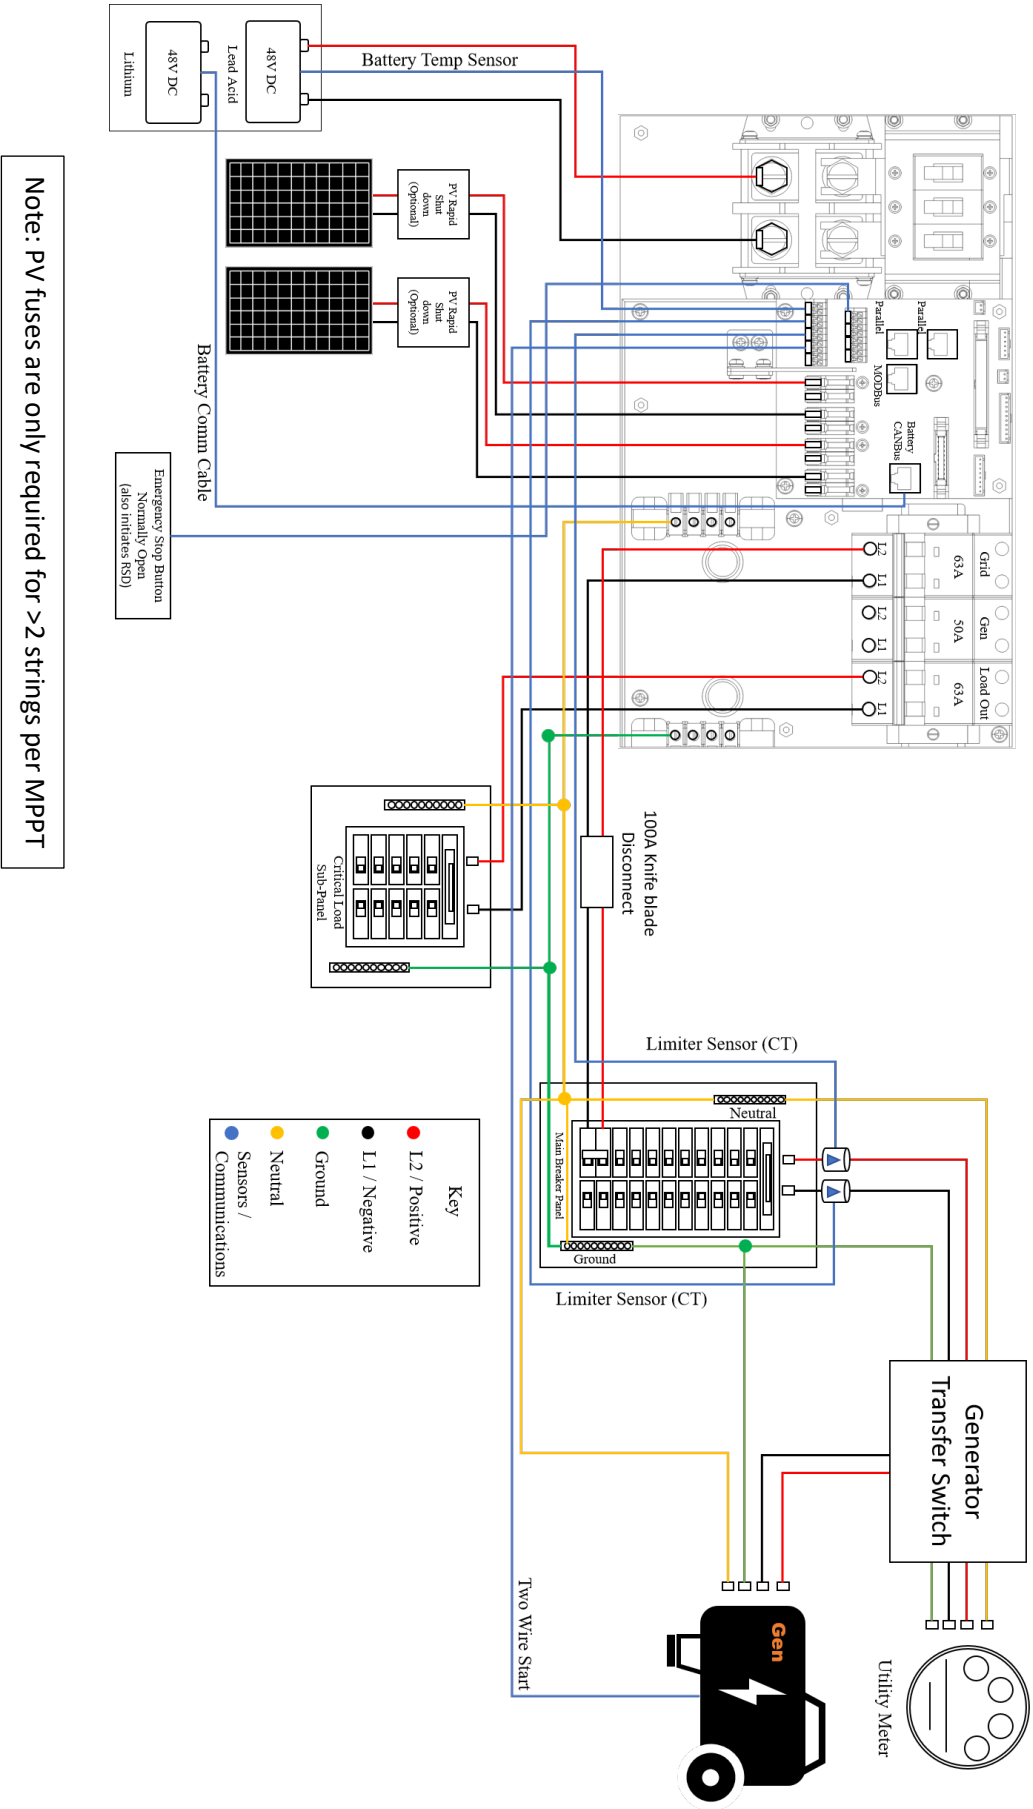 48V DC
Lithium
48V DC
Lead Acid
Battery Temp Sensor
PV Rapid
Shut
down
(Optional)
PV Rapid
Shut
down
(Optional)
Battery Comm Cable
Emergency Stop Button
Normally Open
(also initiates RSD)
Note: PV fuses are only required for >2 strings per MPPT
Parallel
Parallel
MODBus
Battery
CANBus
Grid
63A
L2
L1
Gen
50A
L2
L1
Load Out
63A
L2
L1
100A Knife blade
Disconnect
Critical Load
Sub-Panel
Limiter Sensor (CT)
Neutral
Main Breaker Panel
Ground
Limiter Sensor (CT)
Key
L2 / Positive
L1 / Negative
Ground
Neutral
Sensors /
Communications
Generator
Transfer Switch
Two Wire Start
Gen
Utility Meter